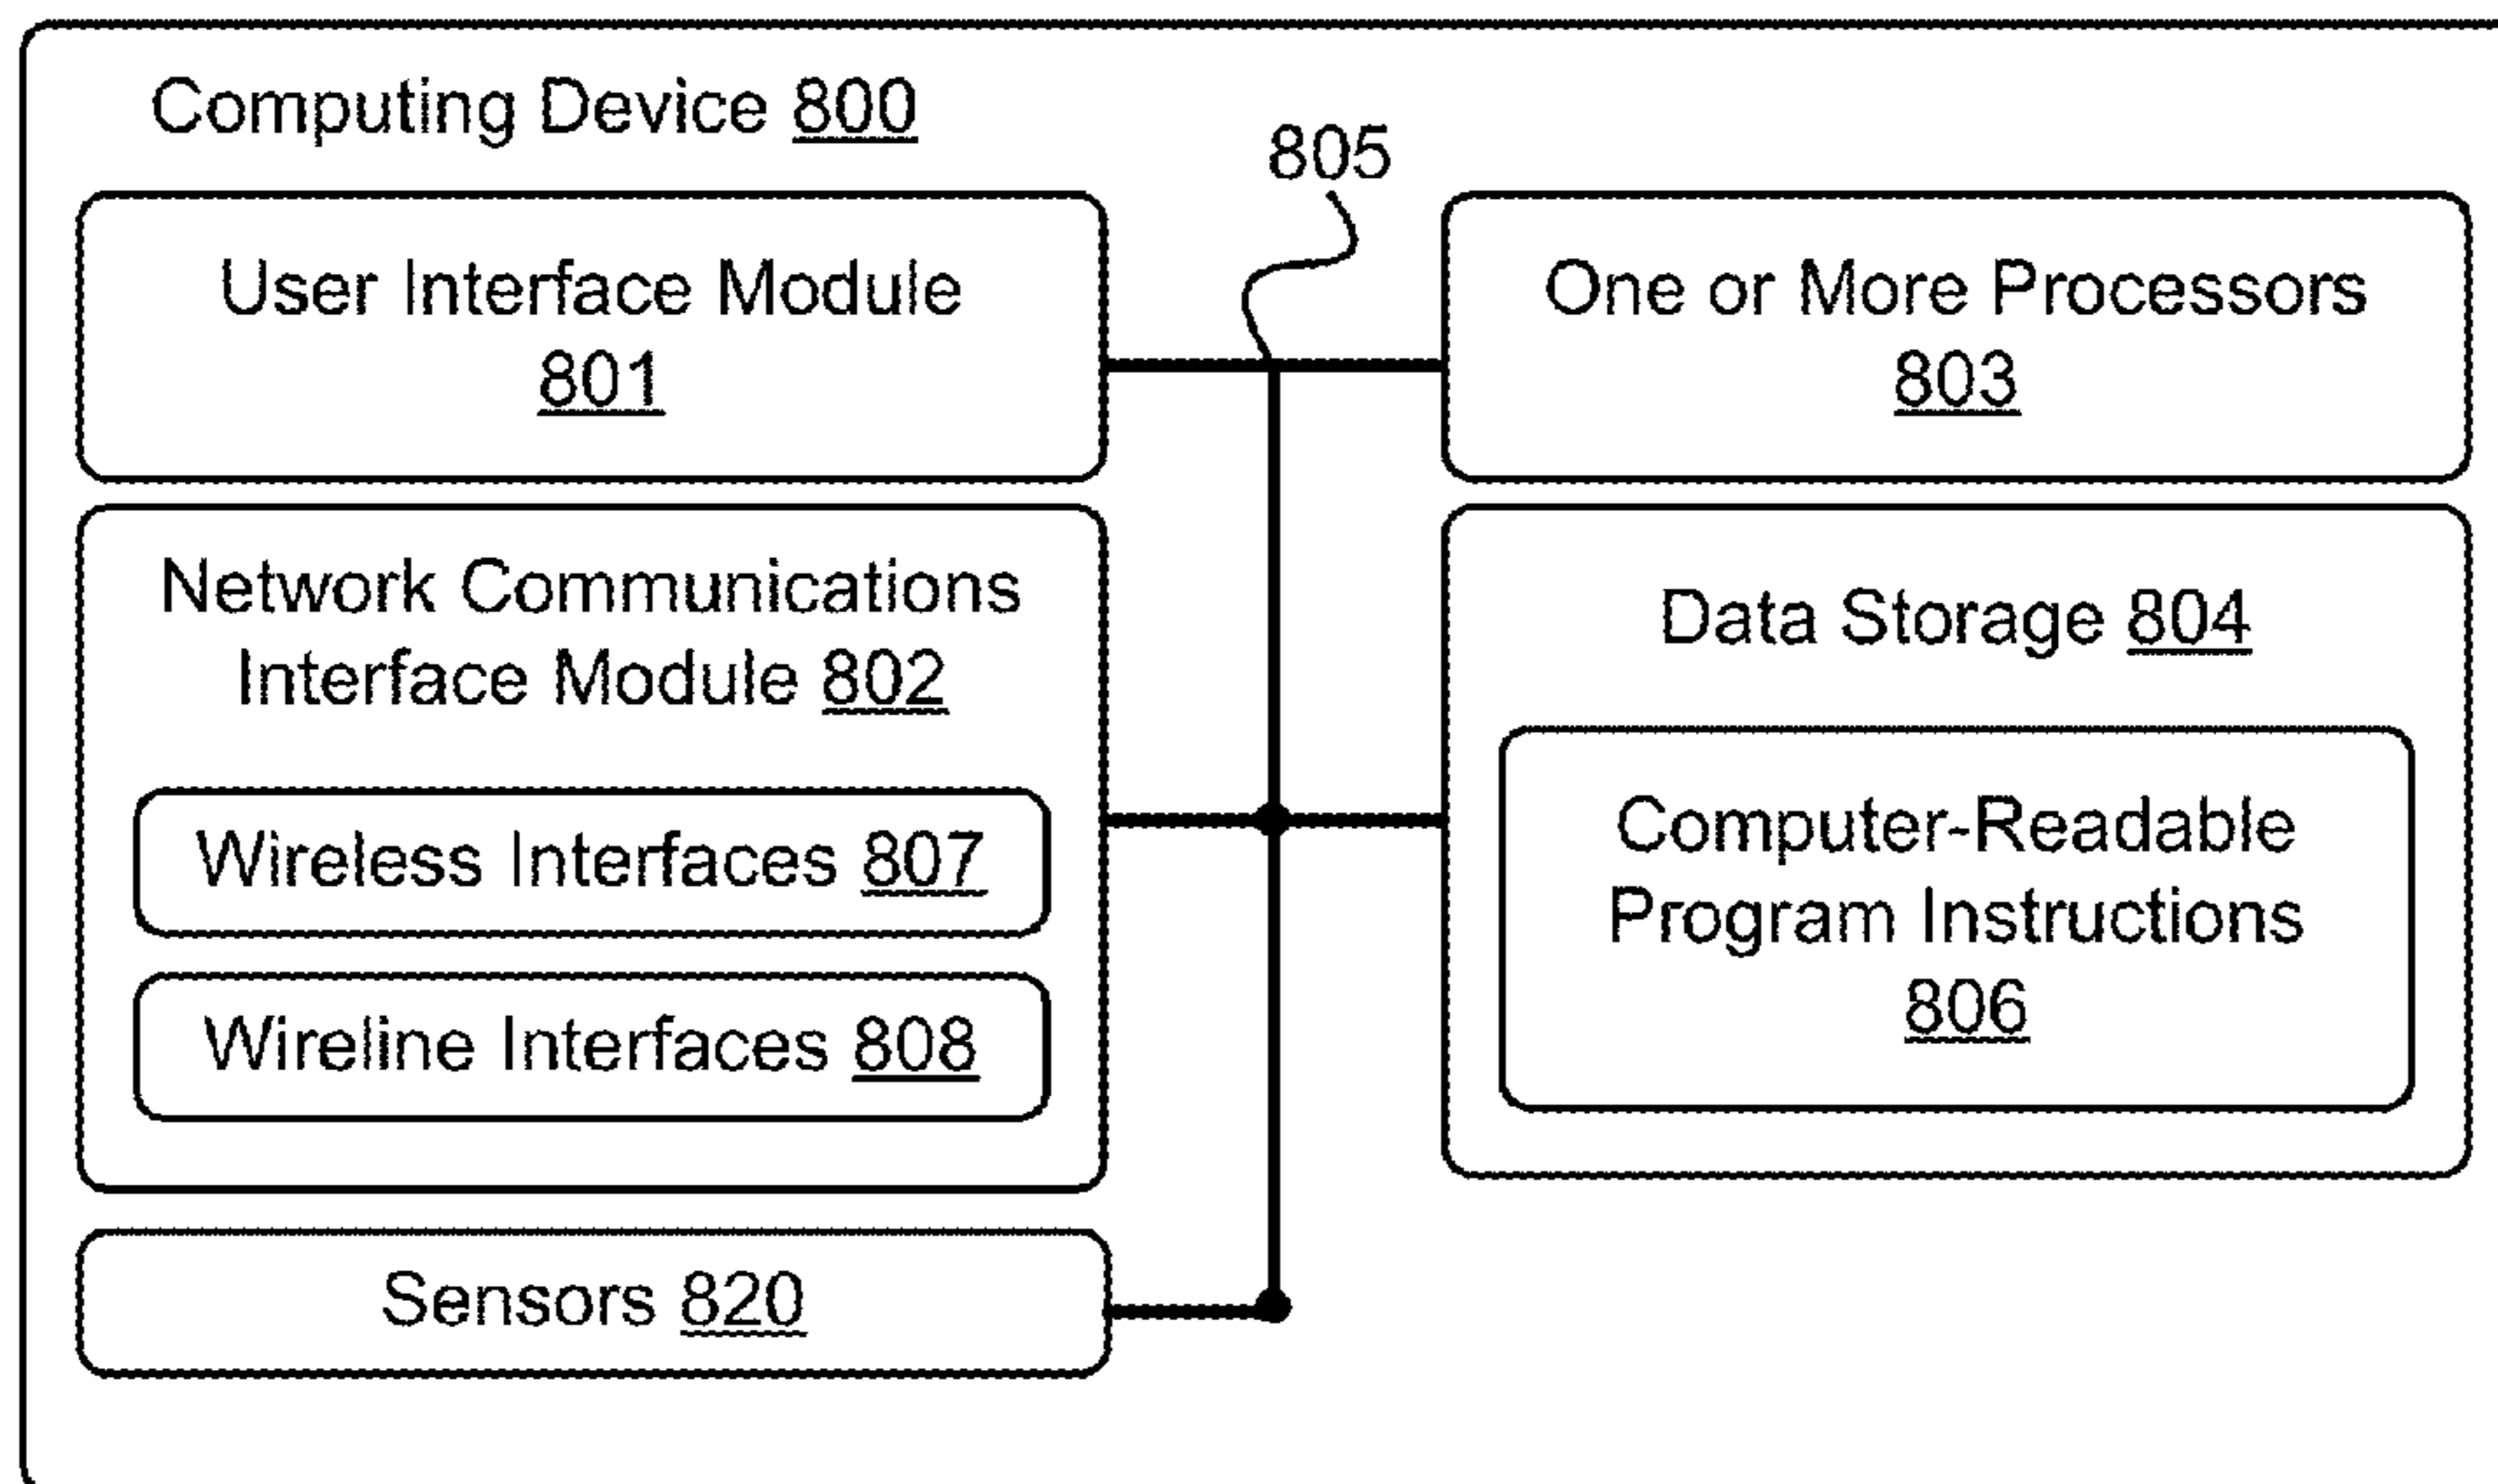 Computing Device 800
805
User Interface Module
801
One or More Processors
803
Network Communications
Interface Module 802
Wireless Interfaces 807
Wireline Interfaces 808
Data Storage 804
Computer-Readable
Program Instructions
806
Sensors 820